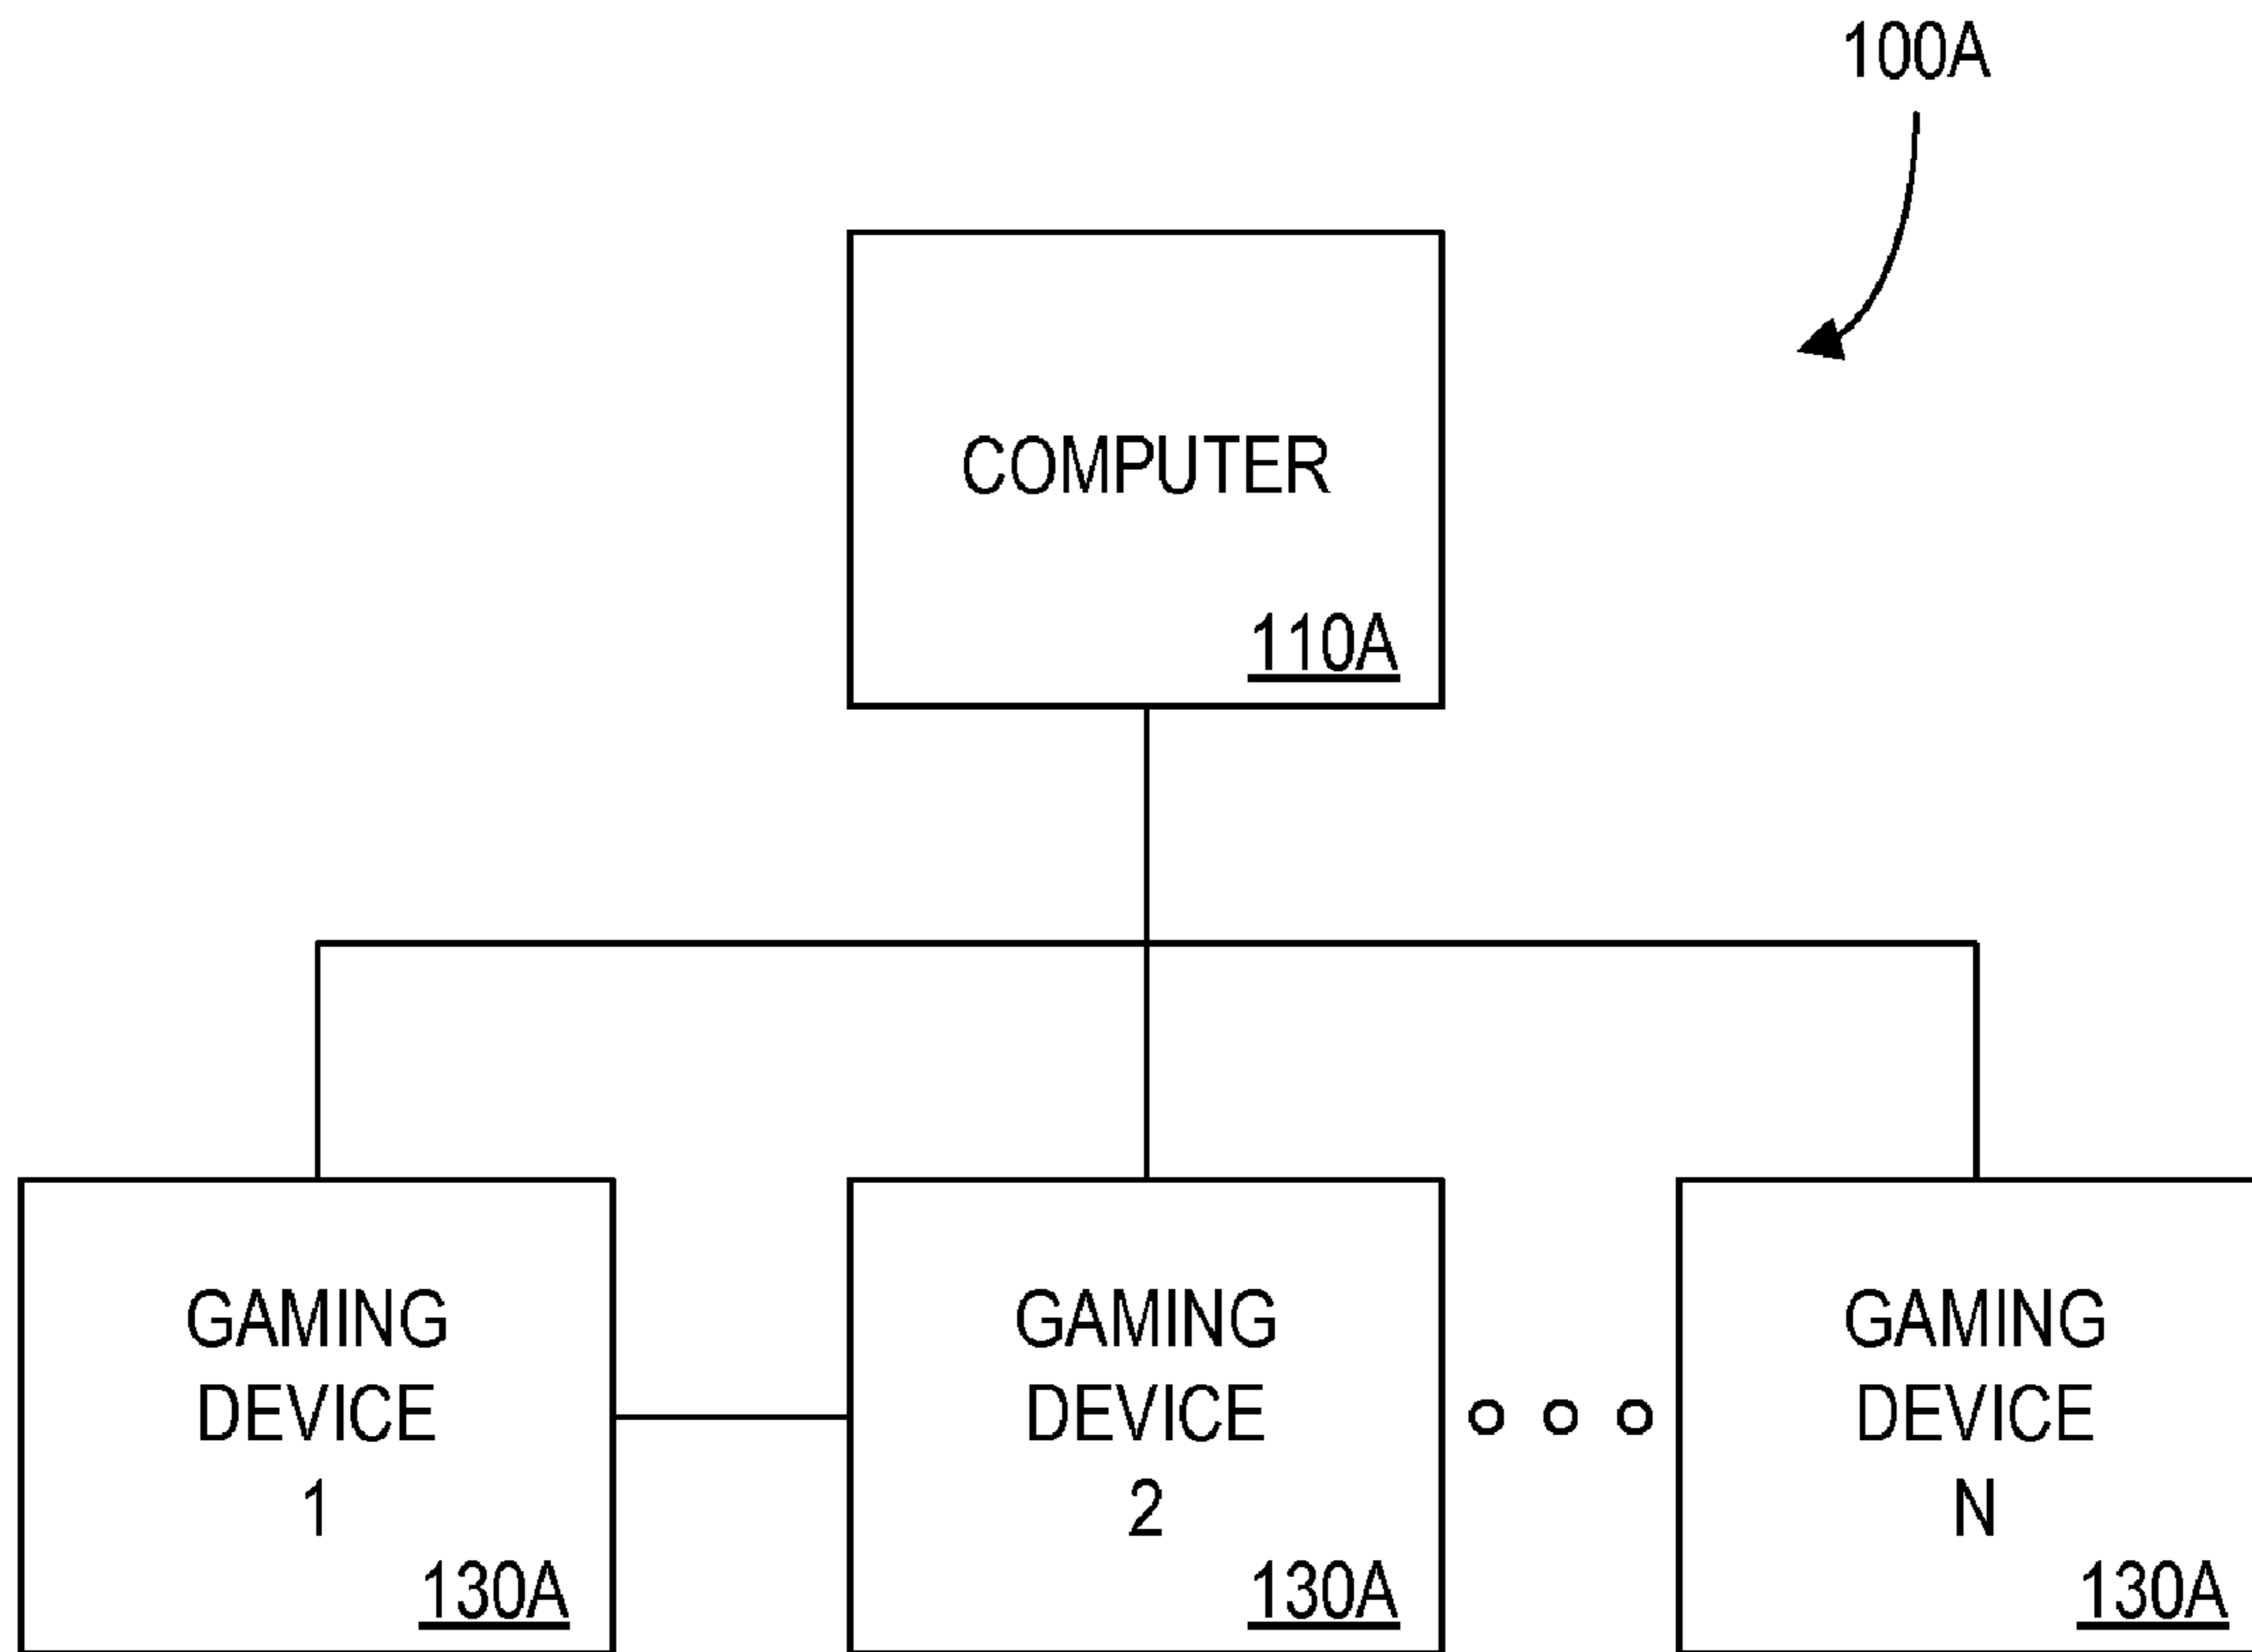 100A
COMPUTER
110A
GAMING
DEVICE
1
130A
GAMING
DEVICE
2
130A
GAMING
DEVICE
N
130A